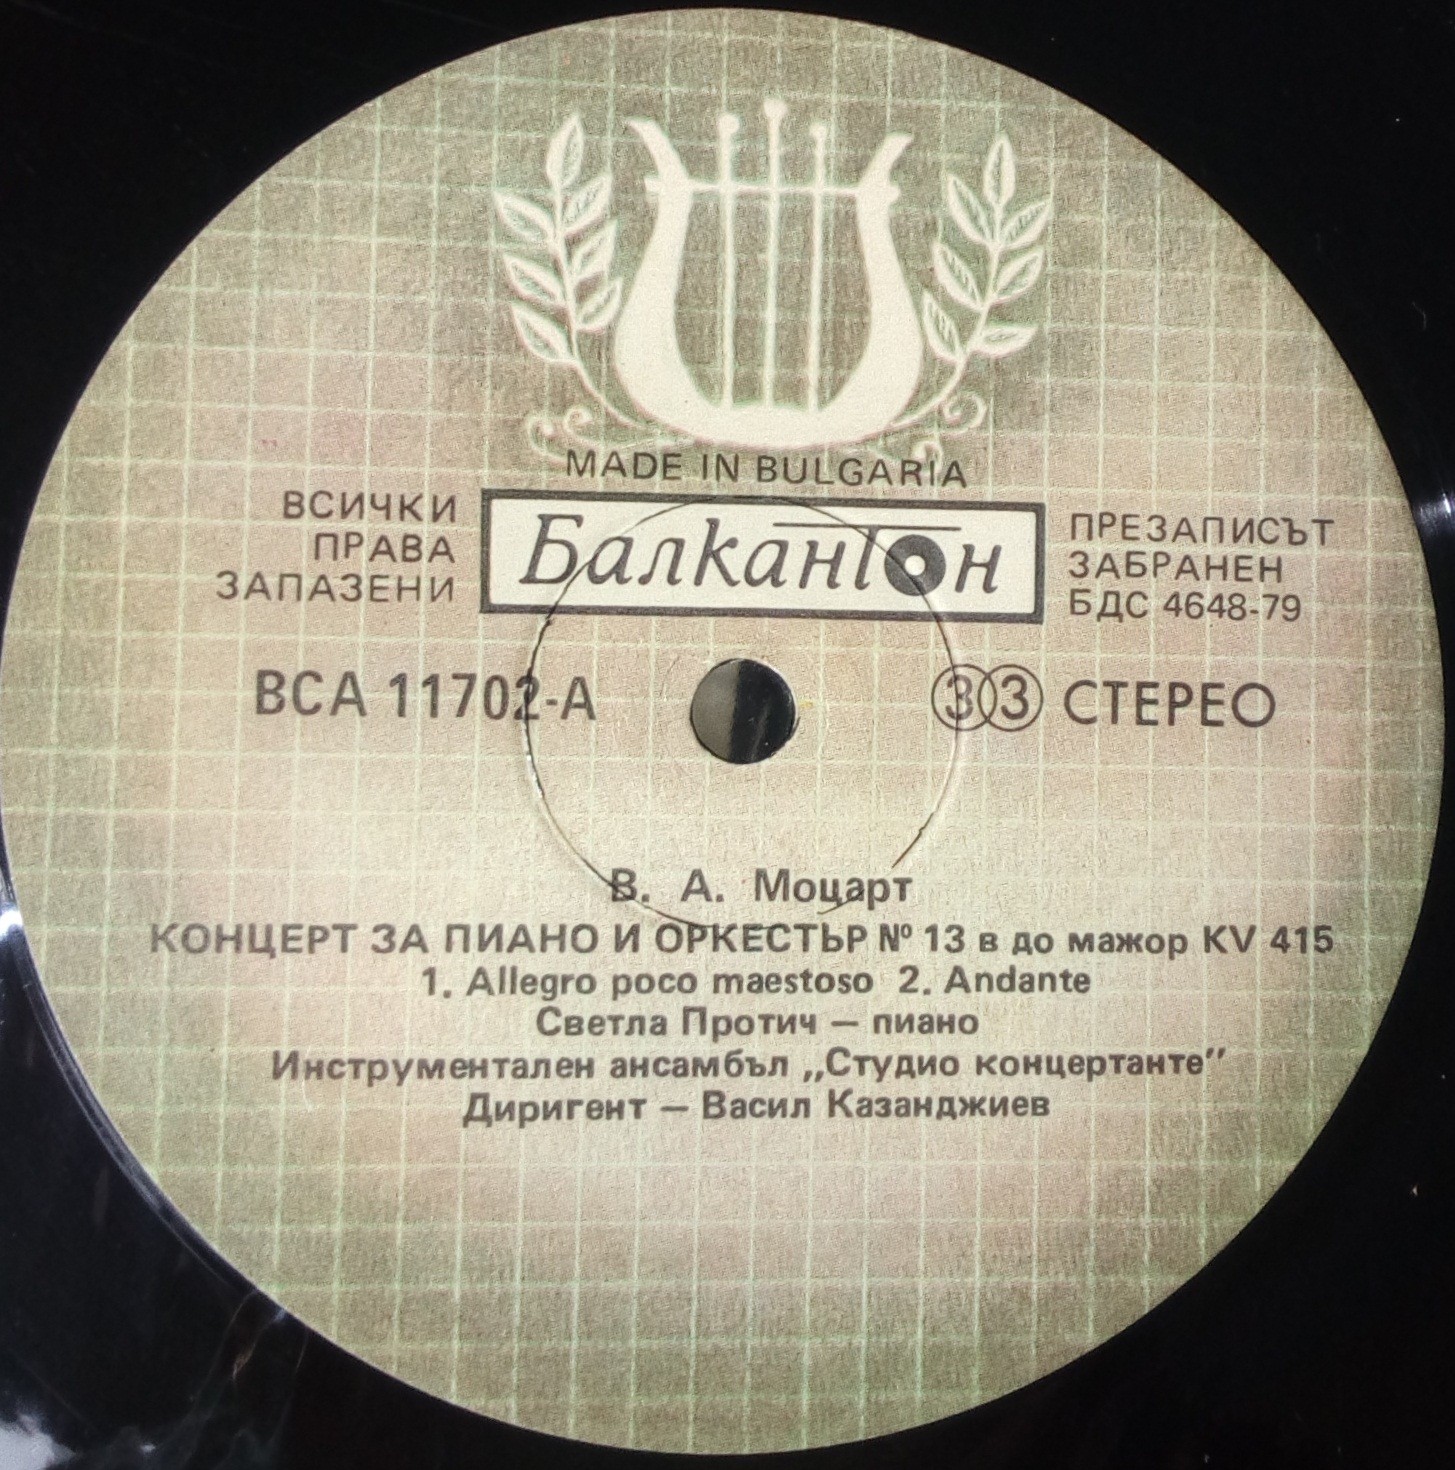 MADE IN BULGARIA
ВСИЧКИ
ПРАВА
ЗАПАЗЕНИ
Балкантон
ПРЕЗАПИСЪТ
ЗАБРАНЕН
БДС 4648-79
ВСА 11702-А
33 СТЕРЕО
В. А. Моцарт
КОНЦЕРТ ЗА ПИАНО И ОРКЕСТЪР № 13 в до мажор KV 415
1. Allegro poco maestoso 2. Andante
Светла Протич — пиано
Инструментален ансамбъл „Студио концертанте”
Диригент — Васил Казанджиев